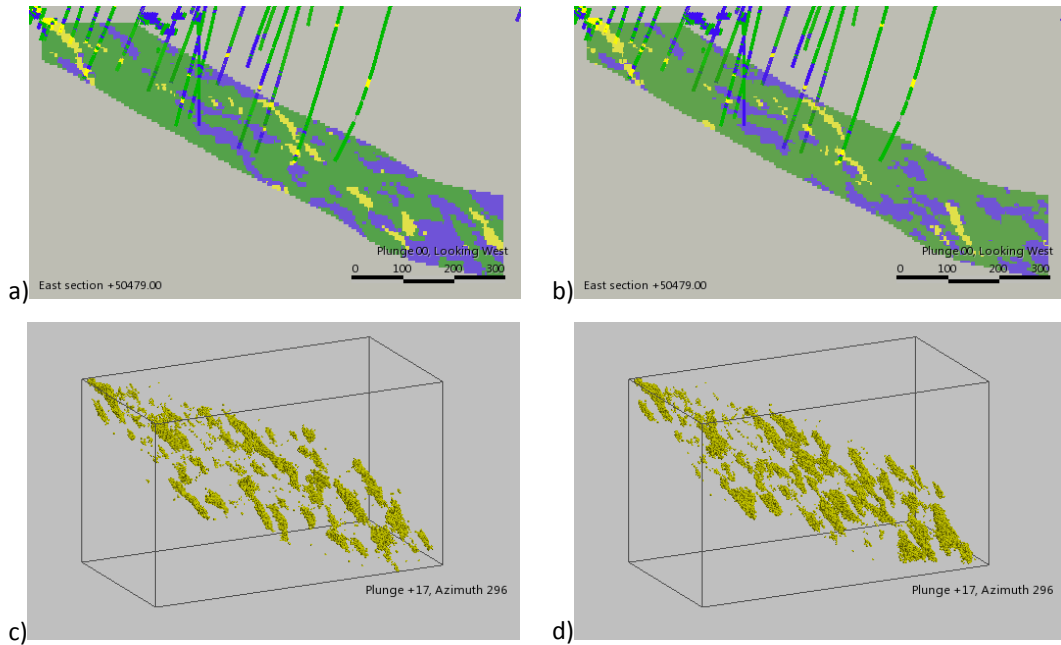 Plunge 00, Looking West
0 100 200 300
a) East section +50479.00
Plunge 00, Looking West
0 100 200 300
b) East section +50479.00
c) Plunge +17, Azimuth 296
d) Plunge +17, Azimuth 296